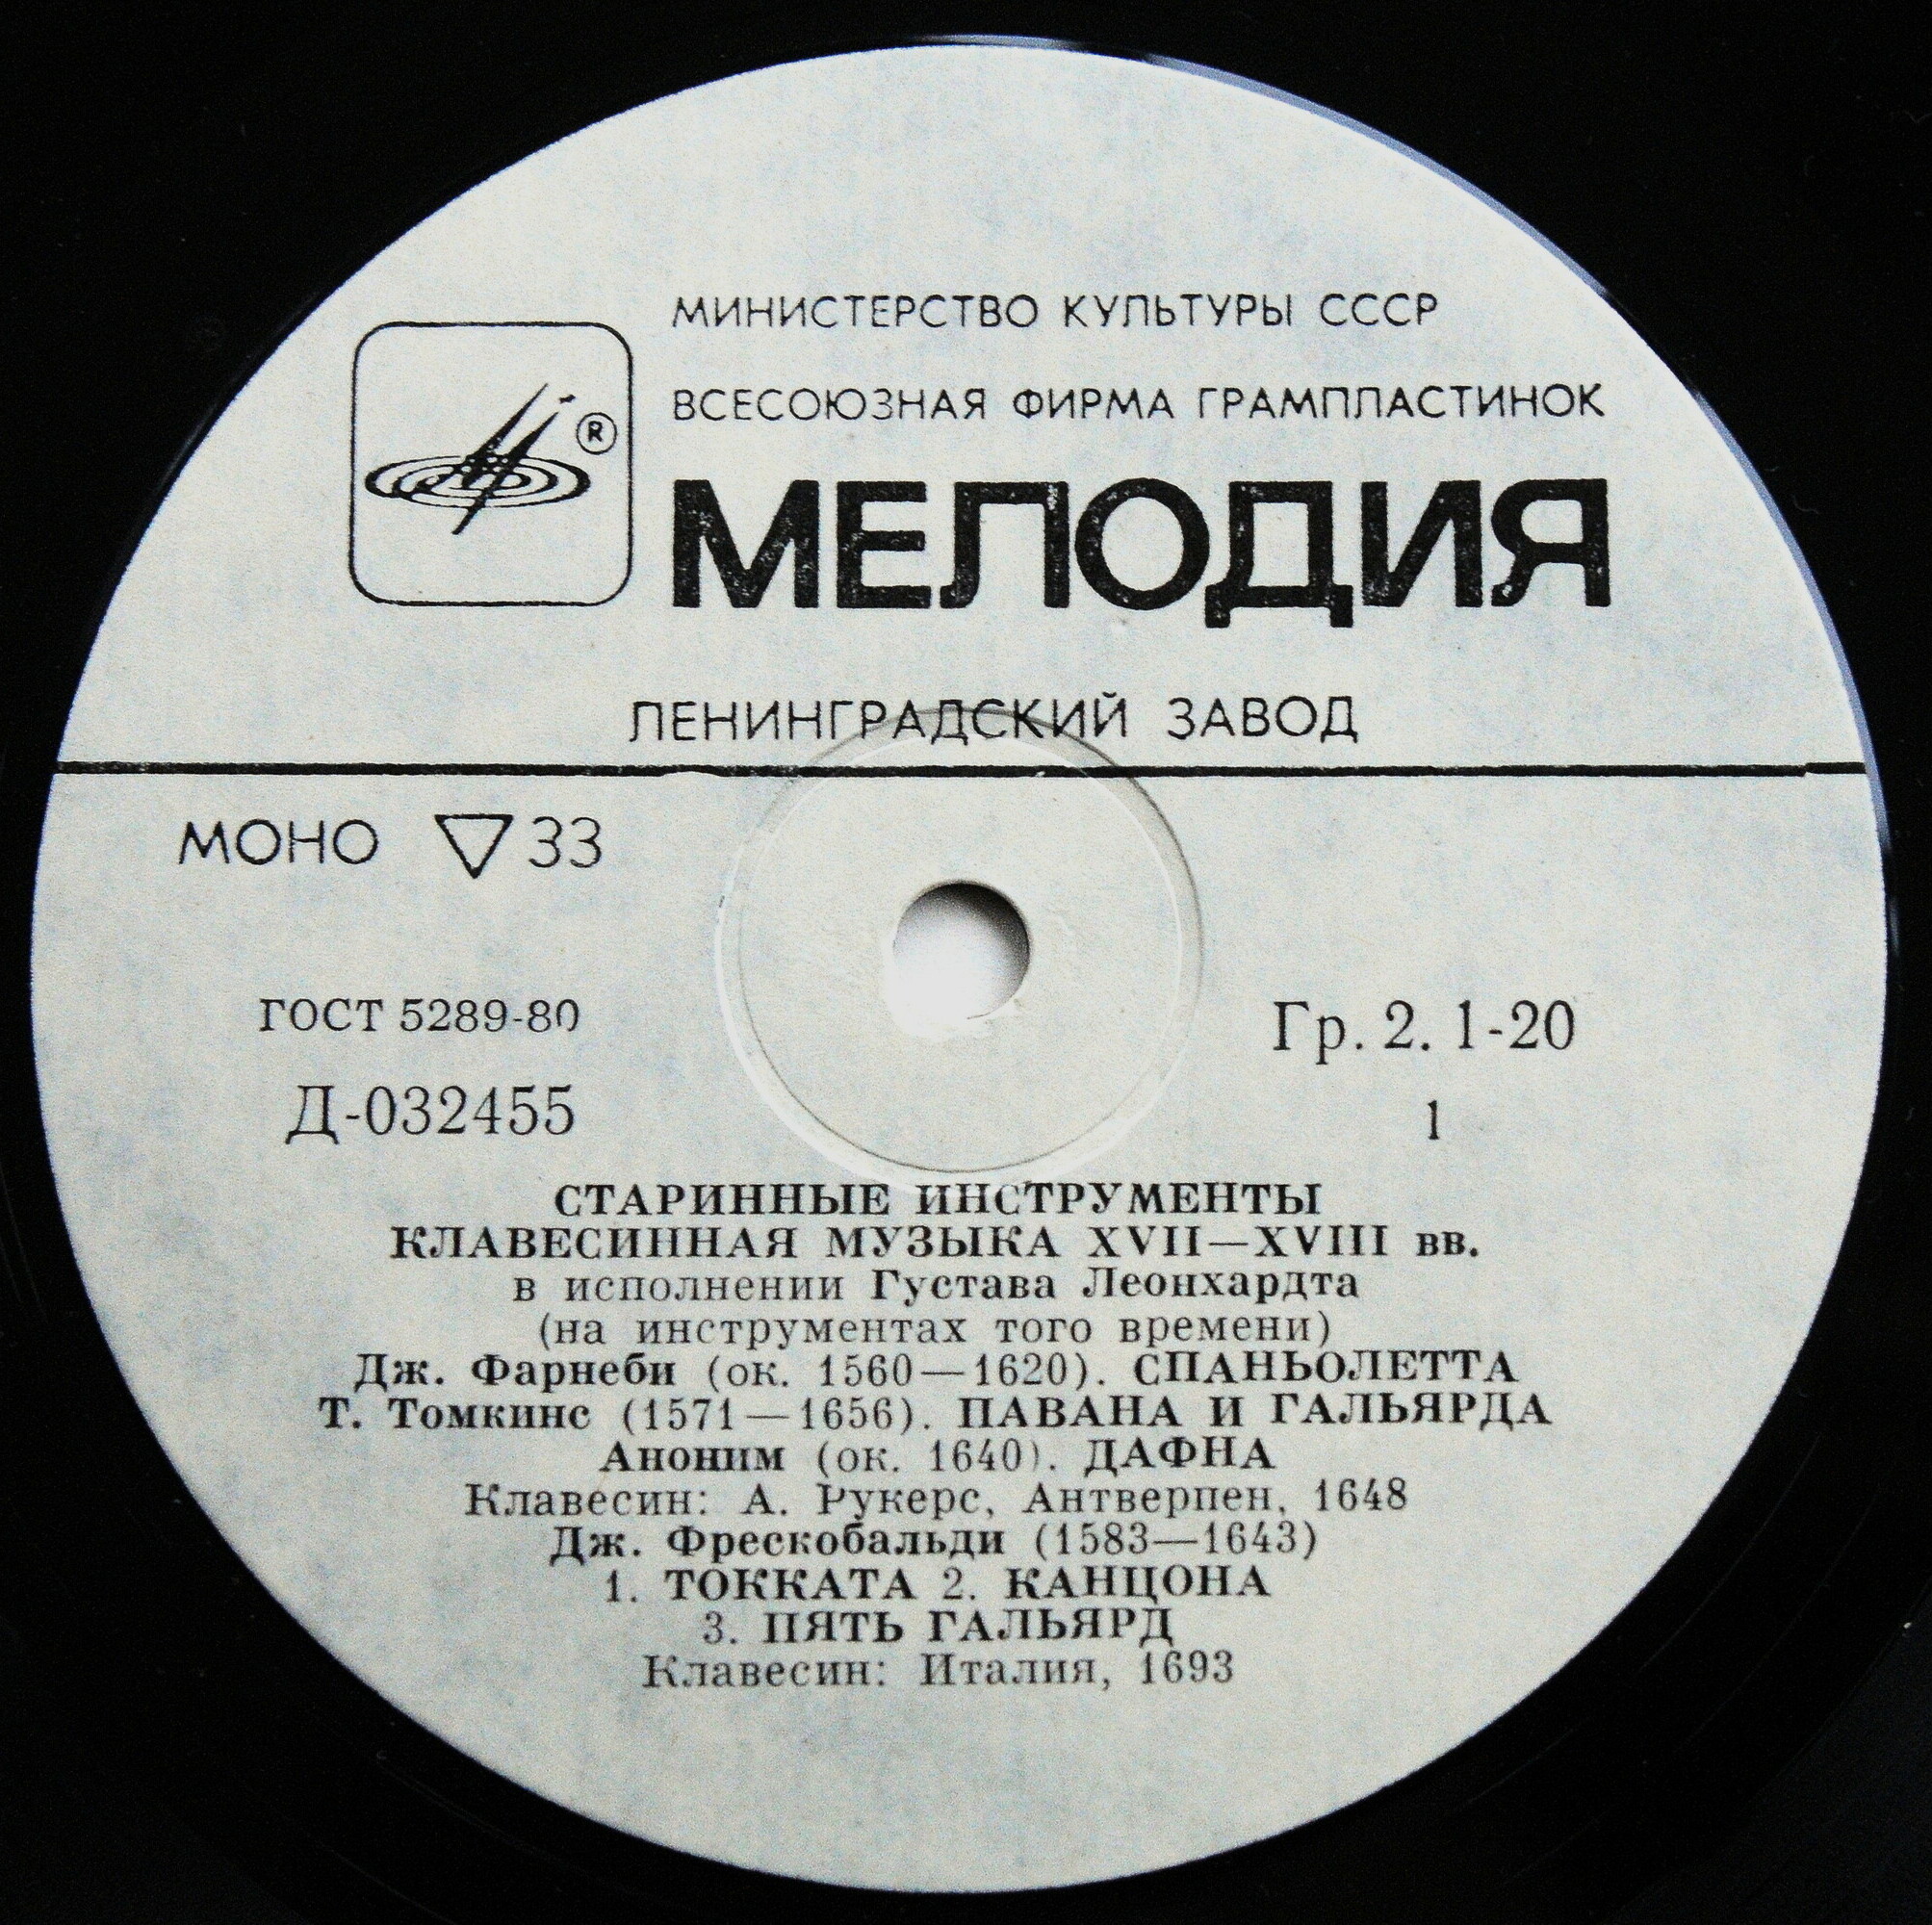 МИНИСТЕРСТВО КУЛЬТУРЫ СССР
ВСЕСОЮЗНАЯ ФИРМА ГРАМПЛАСТИНОК
®
МЕЛОДИЯ
ЛЕНИНГРАДСКИЙ ЗАВОД
МОНО ▽ 33
ГОСТ 5289-80
Гр. 2. 1-20
Д-032455
1
СТАРИННЫЕ ИНСТРУМЕНТЫ
КЛАВЕСИННАЯ МУЗЫКА XVII—XVIII вв.
в исполнении Густава Леонхардта
(на инструментах того времени)
Дж. Фарнеби (ок. 1560—1620). СПАНЬОЛЕТТА
Т. Томкинс (1571—1656). ПАВАНА И ГАЛЬЯРДА
Аноним (ок. 1640). ДАФНА
Клавесин: А. Рукерс, Антверпен, 1648
Дж. Фрескобальди (1583—1643)
1. ТОККАТА 2. КАНЦОНА
3. ПЯТЬ ГАЛЬЯРД
Клавесин: Италия, 1693